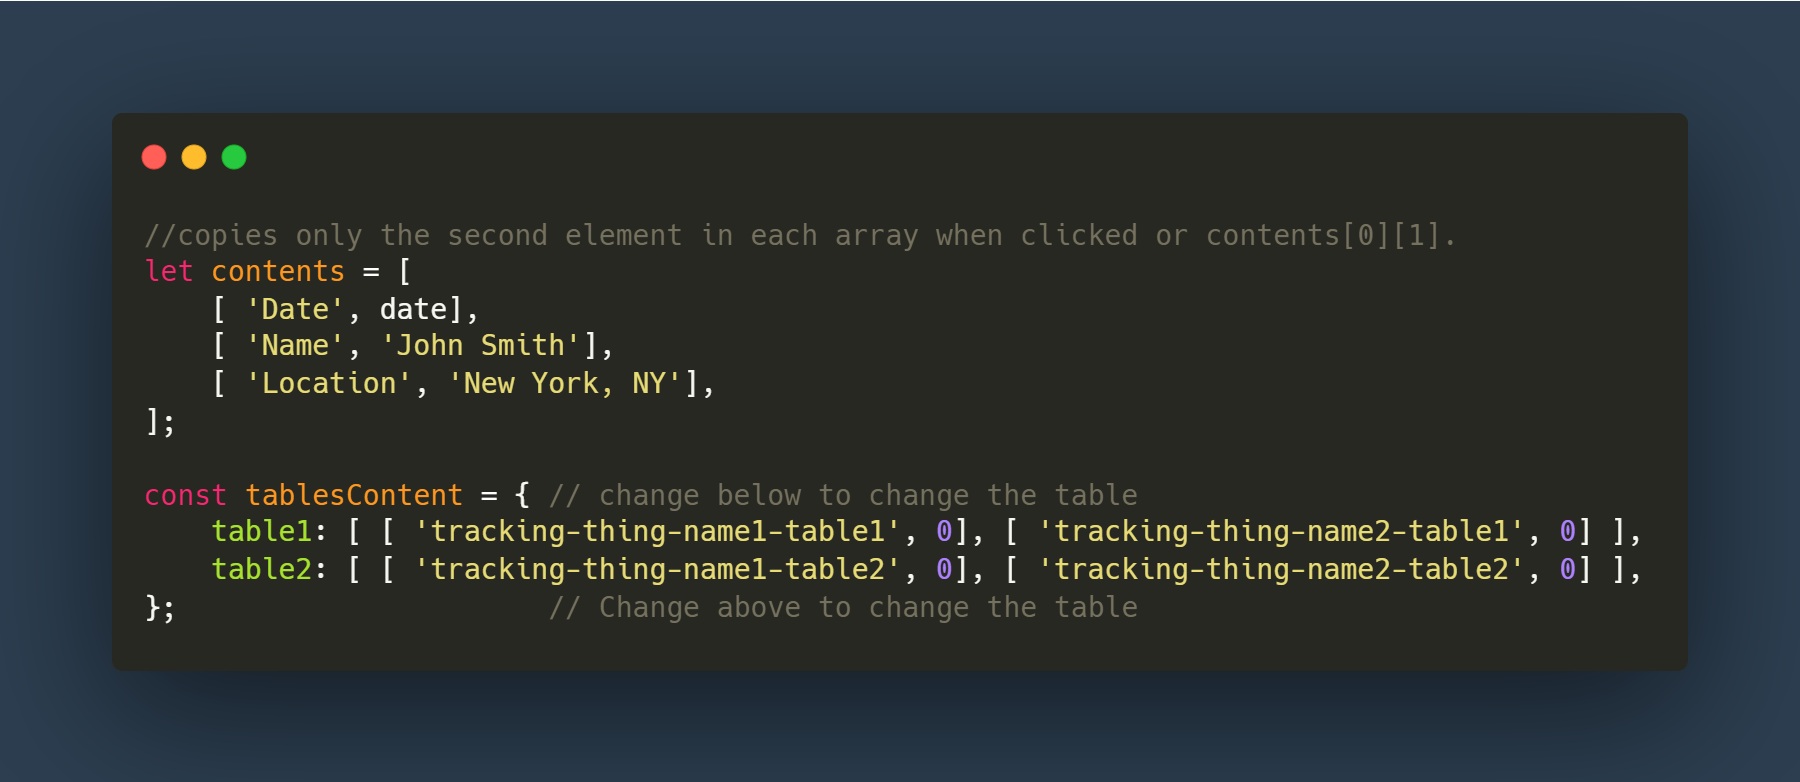 //copies only the second element in each array when clicked or contents[0][1].
let contents = [
    [ 'Date', date],
    [ 'Name', 'John Smith'],
    [ 'Location', 'New York, NY'],
];

const tablesContent = { // change below to change the table
    table1: [ [ 'tracking-thing-name1-table1', 0], [ 'tracking-thing-name2-table1', 0] ],
    table2: [ [ 'tracking-thing-name1-table2', 0], [ 'tracking-thing-name2-table2', 0] ],
};                      // Change above to change the table